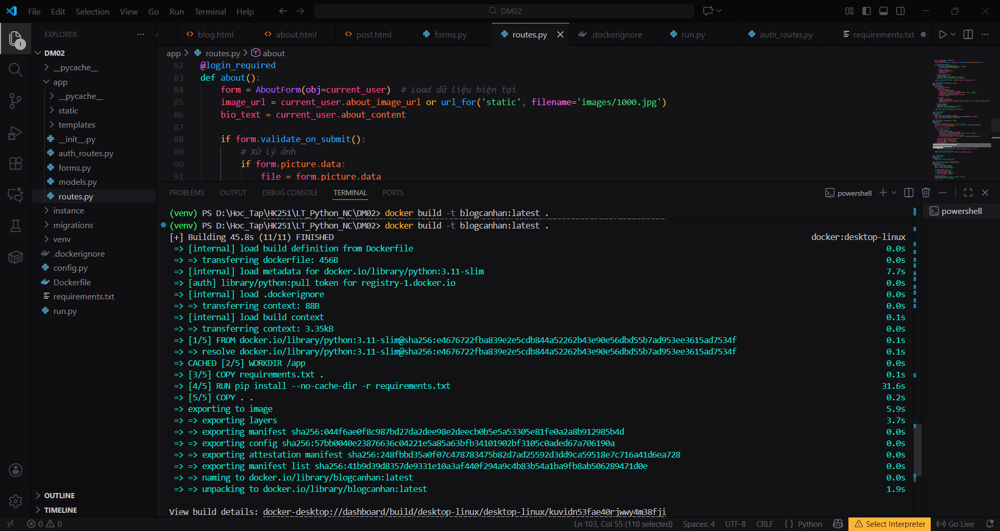 File Edit Selection View Go Run Terminal Help
DM02
EXPLORER
blog.html
about.html
post.html
forms.py
routes.py
.dockerignore
run.py
auth_routes.py
requirements.txt
1
DM02
__pycache__
app
__pycache__
static
templates
__init__.py
auth_routes.py
forms.py
models.py
routes.py
instance
migrations
venv
.dockerignore
config.py
Dockerfile
requirements.txt
run.py
OUTLINE
TIMELINE
app > routes.py > about
82 @login_required
83 def about():
84 form = AboutForm(obj=current_user) # Load dữ liệu hiện tại
85 image_url = current_user.about_image_url or url_for('static', filename='images/1000.jpg')
86 bio_text = current_user.about_content
87
88 if form.validate_on_submit():
89 # Xử lý ảnh
90 if form.picture.data:
91 file = form.picture.data
PROBLEMS OUTPUT DEBUG CONSOLE TERMINAL PORTS
powershell
powershell
(venv) PS D:\Hoc_Tap\HK251\LT_Python_NC\DM02> docker build -t blogcanhan:latest .
(venv) PS D:\Hoc_Tap\HK251\LT_Python_NC\DM02> docker build -t blogcanhan:latest .
[+] Building 45.8s (11/11) FINISHED docker:desktop-linux
=> [internal] load build definition from Dockerfile 0.0s
=> => transferring dockerfile: 456B 0.0s
=> [internal] load metadata for docker.io/library/python:3.11-slim 7.7s
=> [auth] library/python:pull token for registry-1.docker.io 0.0s
=> [internal] load .dockerignore 0.0s
=> => transferring context: 88B 0.0s
=> [internal] load build context 0.1s
=> => transferring context: 3.35kB 0.0s
=> [1/5] FROM docker.io/library/python:3.11-slim@sha256:e4676722fba839e2e5cdb844a52262b43e90e56dbd55b7ad953ee3615ad7534f 0.1s
=> => resolve docker.io/library/python:3.11-slim@sha256:e4676722fba839e2e5cdb844a52262b43e90e56dbd55b7ad953ee3615ad7534f 0.1s
=> CACHED [2/5] WORKDIR /app 0.0s
=> [3/5] COPY requirements.txt . 0.1s
=> [4/5] RUN pip install --no-cache-dir -r requirements.txt 31.6s
=> [5/5] COPY . . 0.2s
=> exporting to image 5.9s
=> => exporting layers 3.7s
=> => exporting manifest sha256:044f6ae0f8c987bd27da2dee98e2deecb0b5e5a53305e81fe0a2a8b912985b4d 0.0s
=> => exporting config sha256:57bb0040e23876636c04221e5a85a63bfb34101902bf3105c0aded67a706190a 0.0s
=> => exporting attestation manifest sha256:248fbbd35a0f07c478783475b82d7ad25592d3dd9ca59518e7c716a41d6ea728 0.0s
=> => exporting manifest list sha256:41b9d39d8357de9331e10a3af440f294a9c4b83b54a1ba9fb8ab506289471d0e 0.0s
=> => naming to docker.io/library/blogcanhan:latest 0.0s
=> => unpacking to docker.io/library/blogcanhan:latest 1.9s
View build details: docker-desktop://dashboard/build/desktop-linux/desktop-linux/kuvidn53fae40rjwwy4m38fji
0 0 Ln 103, Col 55 (110 selected) Spaces: 4 UTF-8 CRLF { } Python Select Interpreter Go Live